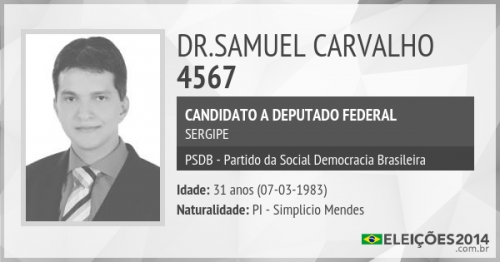 DR.SAMUEL CARVALHO
4567
CANDIDATO A DEPUTADO FEDERAL
SERGIPE
PSDB - Partido da Social Democracia Brasileira
Idade: 31 anos (07-03-1983)
Naturalidade: PI - Simplicio Mendes
ELEIÇÕES2014
.com.br